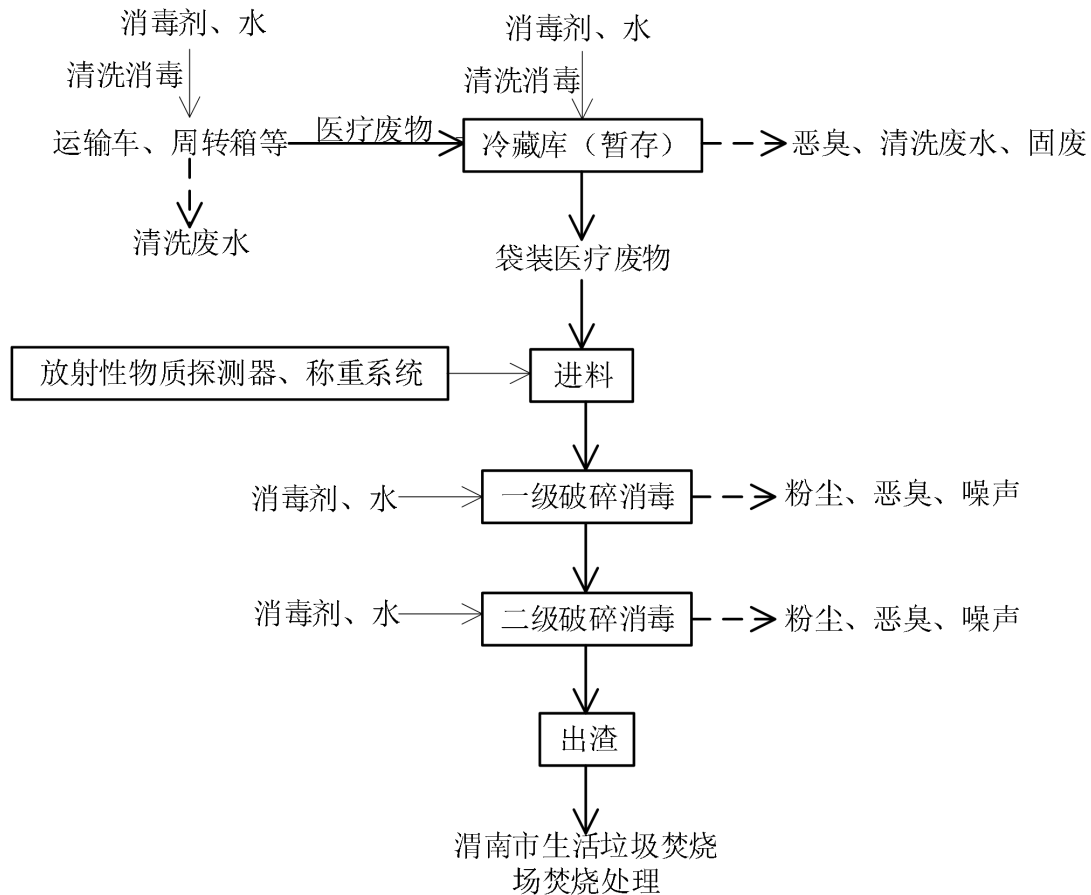 消毒剂、水
消毒剂、水
清洗消毒
清洗消毒
运输车、周转箱等
医疗废物
冷藏库（暂存）
恶臭、清洗废水、固废
清洗废水
袋装医疗废物
放射性物质探测器、称重系统
进料
消毒剂、水
一级破碎消毒
粉尘、恶臭、噪声
消毒剂、水
二级破碎消毒
粉尘、恶臭、噪声
出渣
渭南市生活垃圾焚烧
场焚烧处理